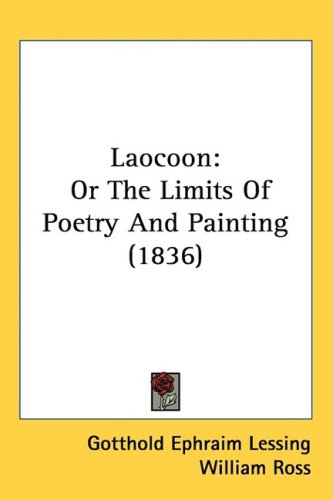 Laocoon:
Or The Limits Of
Poetry And Painting
(1836)
Gotthold Ephraim Lessing
William Ross